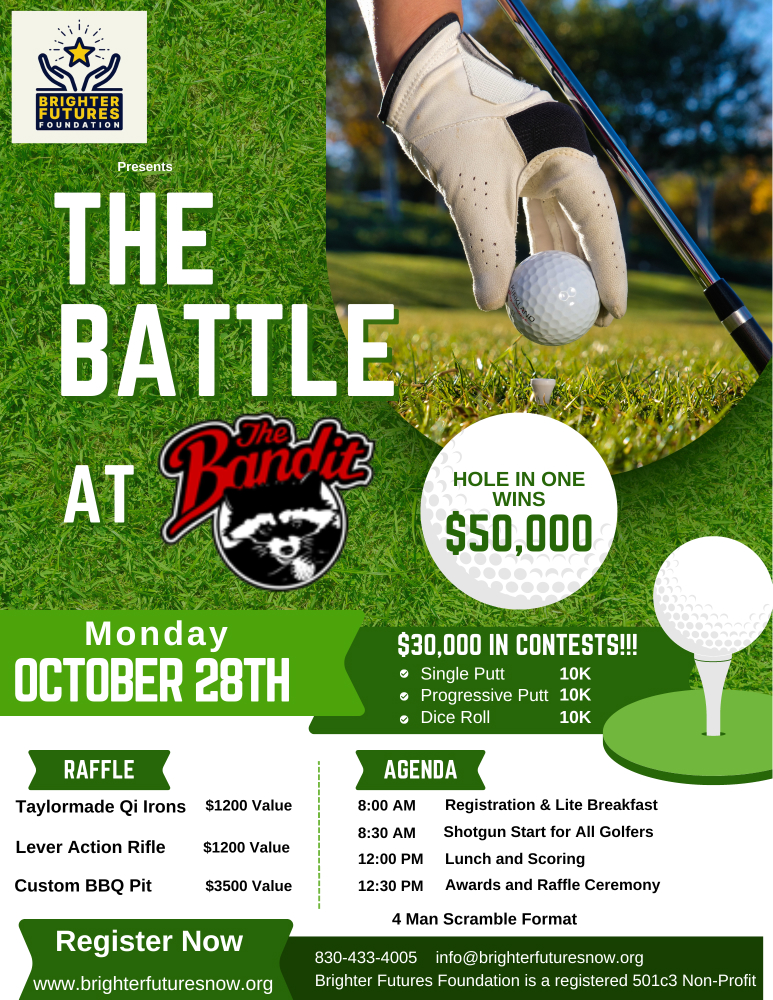 BRIGHTER
FUTURES
FOUNDATION
Presents
THE
BATTLE
AT
The
Bandit
HOLE IN ONE
WINS
$50,000
Monday
OCTOBER 28TH
$30,000 IN CONTESTS!!!
Single Putt 10K
Progressive Putt 10K
Dice Roll 10K
RAFFLE
Taylormade Qi Irons $1200 Value
Lever Action Rifle $1200 Value
Custom BBQ Pit $3500 Value
AGENDA
8:00 AM Registration & Lite Breakfast
8:30 AM Shotgun Start for All Golfers
12:00 PM Lunch and Scoring
12:30 PM Awards and Raffle Ceremony
4 Man Scramble Format
Register Now
www.brighterfuturesnow.org
830-433-4005 info@brighterfuturesnow.org
Brighter Futures Foundation is a registered 501c3 Non-Profit